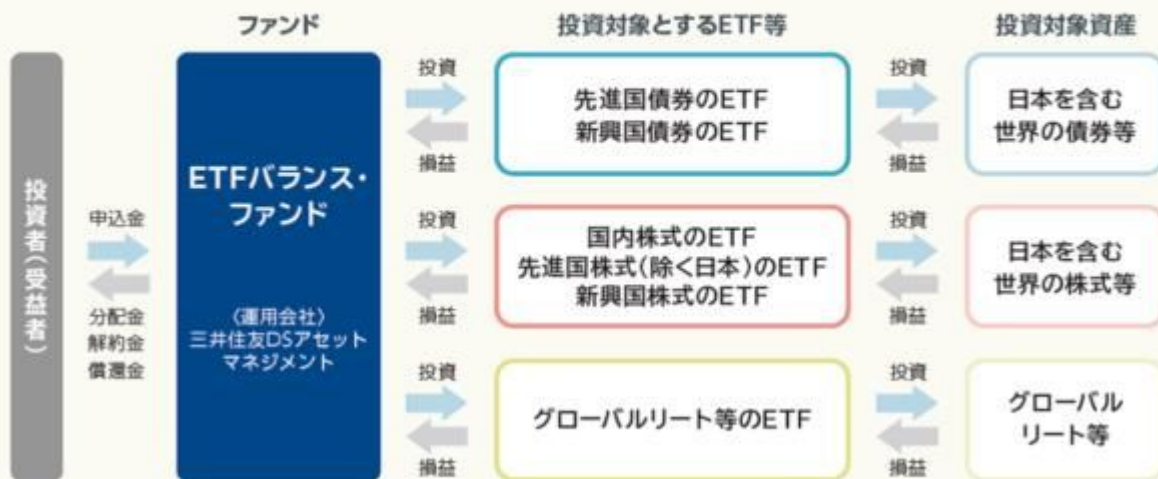 ファンド
投資対象とするETF等
投資対象資産
投資者(受益者)
申込金
分配金
解約金
償還金
ETFバランス・
ファンド
〈運用会社〉
三井住友DSアセット
マネジメント
投資
損益
先進国債券のETF
新興国債券のETF
投資
損益
日本を含む
世界の債券等
投資
損益
国内株式のETF
先進国株式(除く日本)のETF
新興国株式のETF
投資
損益
日本を含む
世界の株式等
投資
損益
グローバルリート等のETF
投資
損益
グローバル
リート等